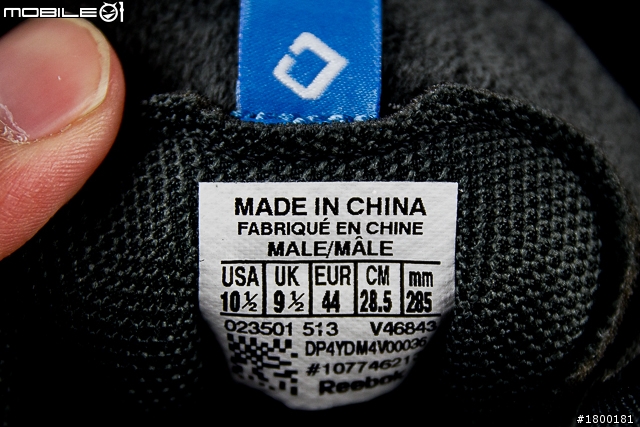 MOBILE01
MADE IN CHINA
FABRIQUÉ EN CHINE
MALE/MÂLE
USA UK EUR CM mm
10½ 9½ 44 28.5 285
023501 513 V46843
DP4YDM4V00036
Reebok
#1800181